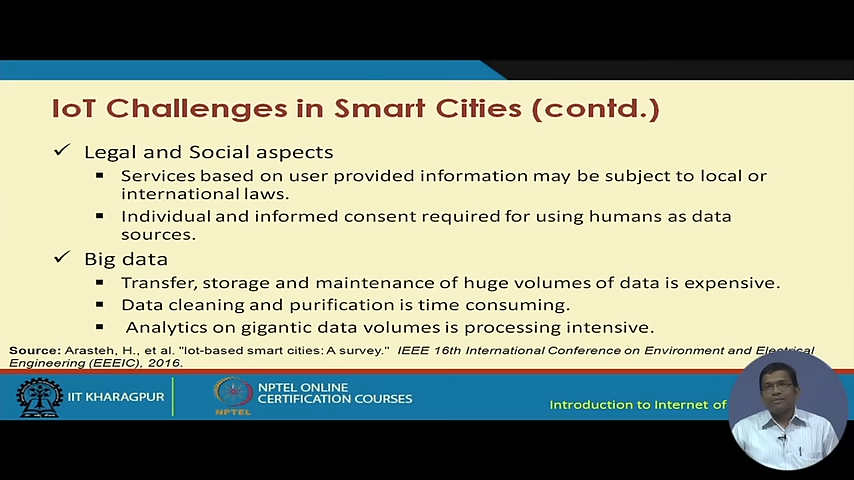 IoT Challenges in Smart Cities (contd.)
✓ Legal and Social aspects
▪ Services based on user provided information may be subject to local or
international laws.
▪ Individual and informed consent required for using humans as data
sources.
✓ Big data
▪ Transfer, storage and maintenance of huge volumes of data is expensive.
▪ Data cleaning and purification is time consuming.
▪ Analytics on gigantic data volumes is processing intensive.
Source: Arasteh, H., et al. "Iot-based smart cities: A survey." IEEE 16th International Conference on Environment and Electrical
Engineering (EEEIC), 2016.
IIT KHARAGPUR
NPTEL
NPTEL ONLINE
CERTIFICATION COURSES
Introduction to Internet of